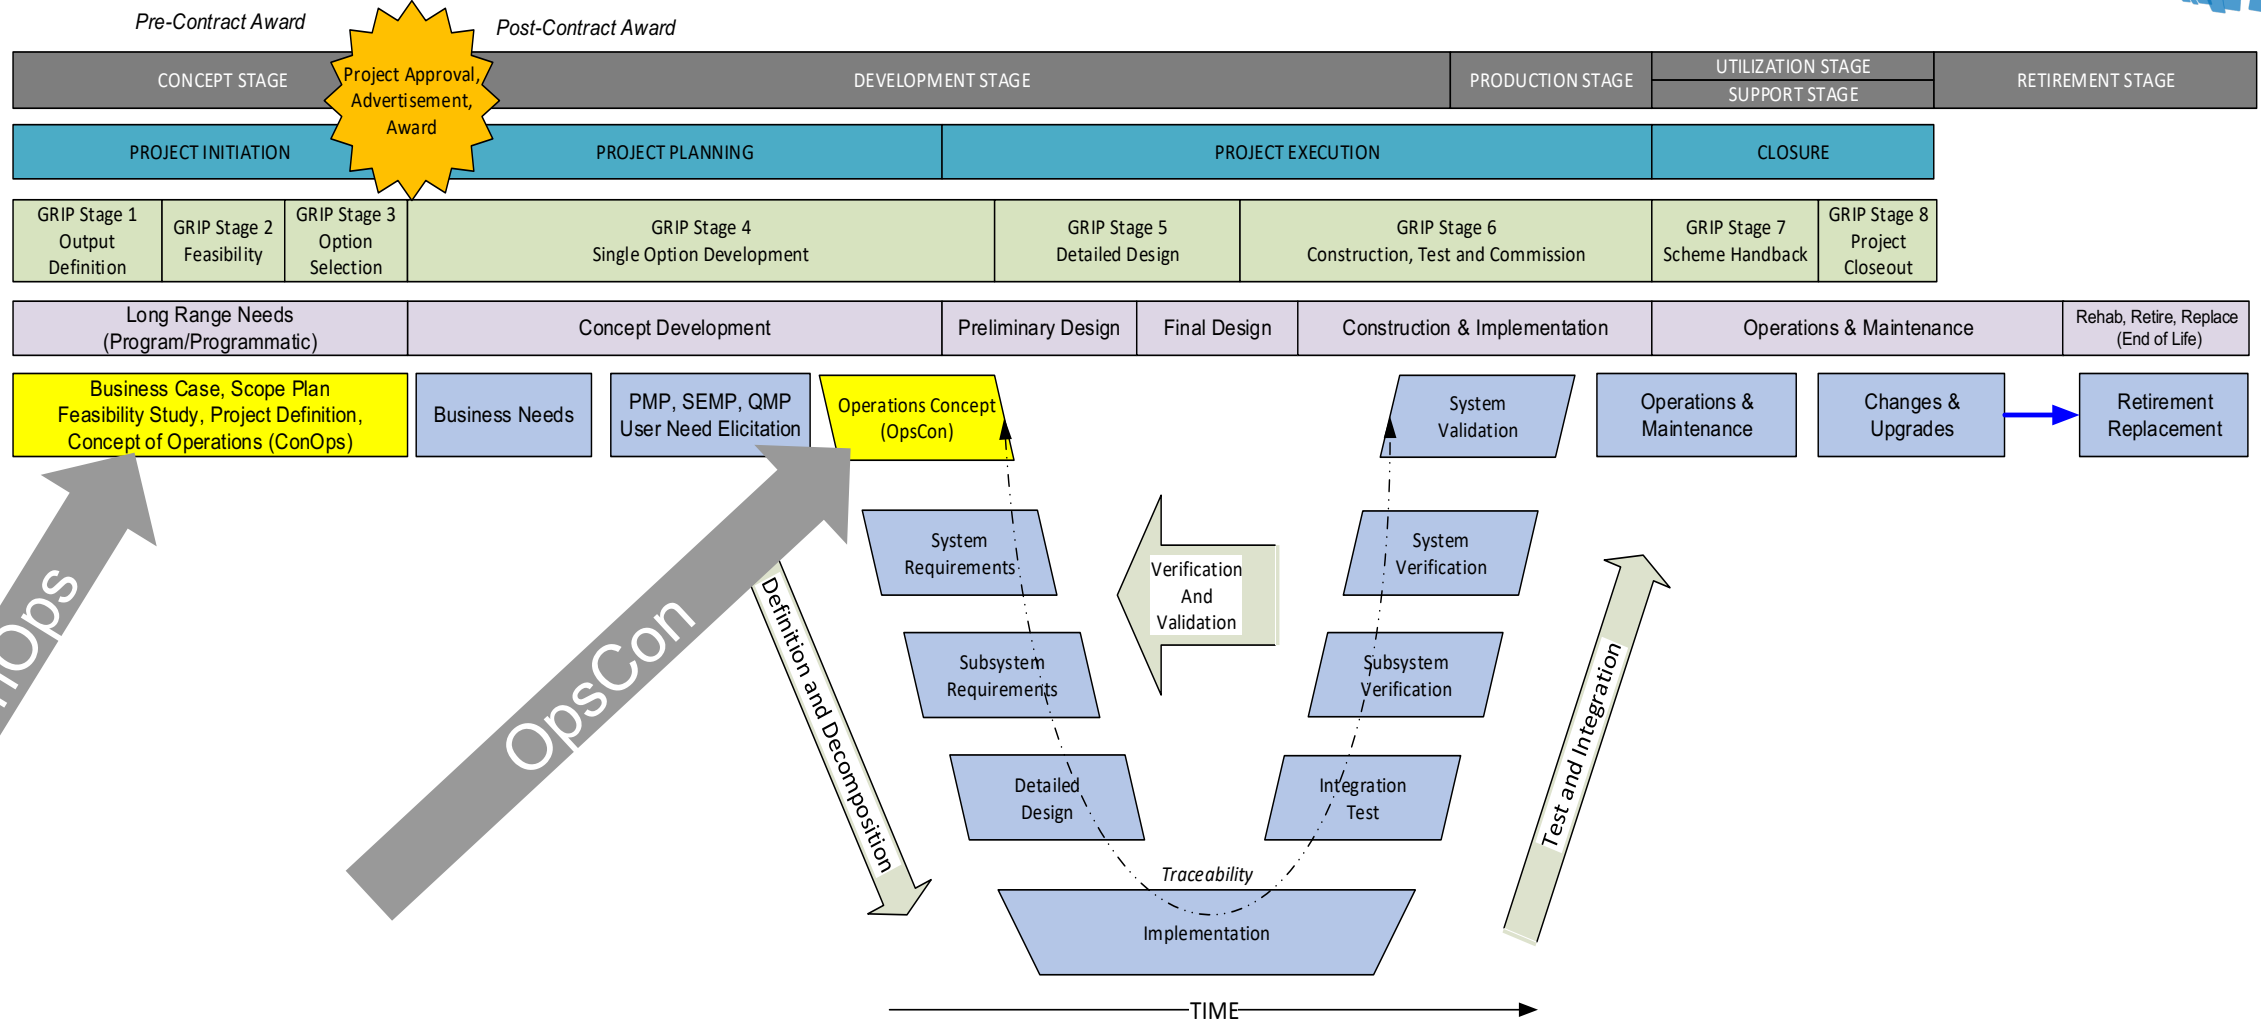 Pre-Contract Award
Post-Contract Award
CONCEPT STAGE
Project Approval,
Advertisement,
Award
DEVELOPMENT STAGE
PRODUCTION STAGE
UTILIZATION STAGE
SUPPORT STAGE
RETIREMENT STAGE
PROJECT INITIATION
PROJECT PLANNING
PROJECT EXECUTION
CLOSURE
GRIP Stage 1
Output
Definition
GRIP Stage 2
Feasibility
GRIP Stage 3
Option
Selection
GRIP Stage 4
Single Option Development
GRIP Stage 5
Detailed Design
GRIP Stage 6
Construction, Test and Commission
GRIP Stage 7
Scheme Handback
GRIP Stage 8
Project
Closeout
Long Range Needs
(Program/Programmatic)
Concept Development
Preliminary Design
Final Design
Construction & Implementation
Operations & Maintenance
Rehab, Retire, Replace
(End of Life)
Business Case, Scope Plan
Feasibility Study, Project Definition,
Concept of Operations (ConOps)
Business Needs
PMP, SEMP, QMP
User Need Elicitation
Operations Concept
(OpsCon)
System
Validation
Operations &
Maintenance
Changes &
Upgrades
Retirement
Replacement
System
Requirements
Verification
And
Validation
System
Verification
Subsystem
Requirements
Subsystem
Verification
Detailed
Design
Integration
Test
Traceability
Implementation
Definition and Decomposition
Test and Integration
OpsCon
nOps
TIME